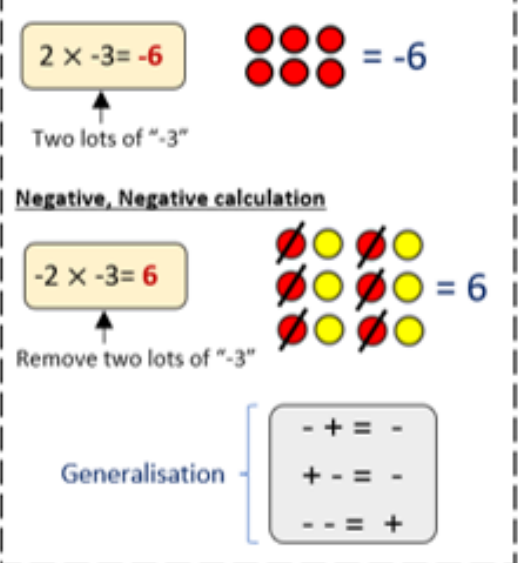 2 × -3= -6
= -6
Two lots of “-3”
Negative, Negative calculation
-2 × -3= 6
= 6
Remove two lots of “-3”
Generalisation
- + = -
+ - = -
- - = +